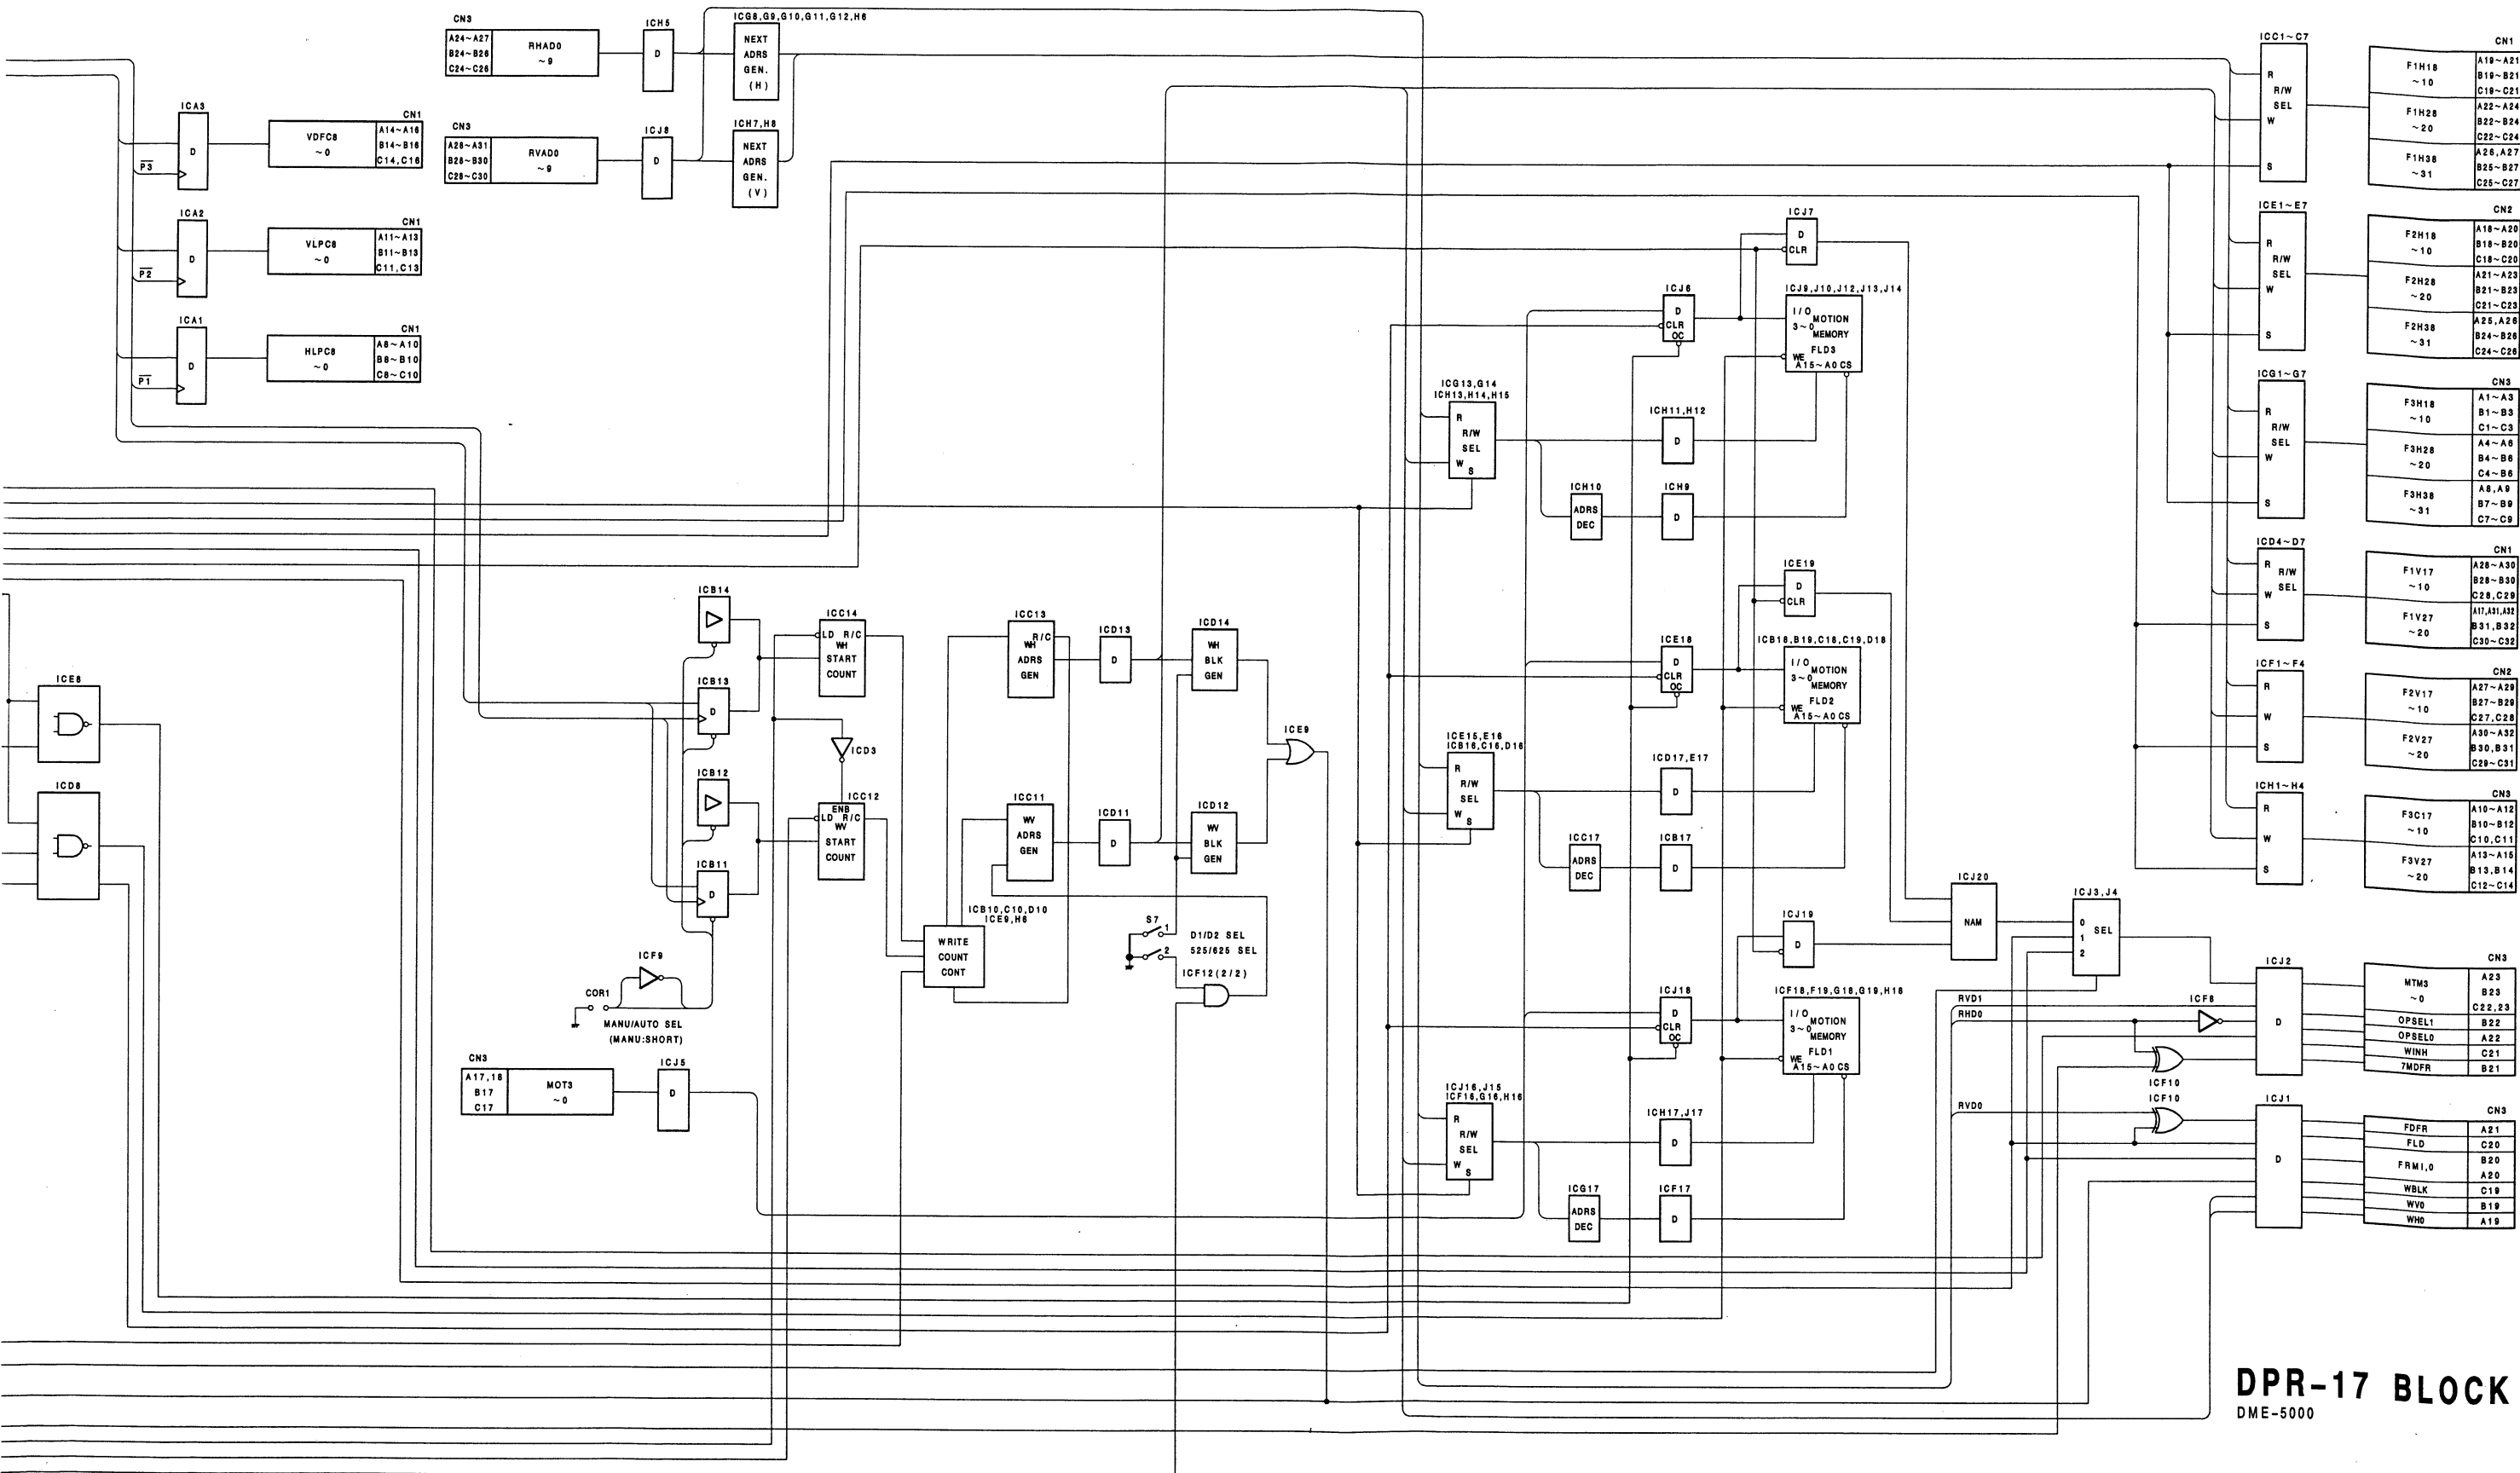 CN3
A24~A27
B24~B26
C24~C26
RHAD0
~9
ICH5
D
ICG8,G9,G10,G11,G12,H6
NEXT
ADRS
GEN.
(H)
CN3
A28~A31
B28~B30
C28~C30
RVAD0
~9
ICJ8
D
ICH7,H8
NEXT
ADRS
GEN.
(V)
ICA3
D
P3
VDFC8
~0
CN1
A14~A16
B14~B16
C14,C16
ICA2
D
P2
VLPC8
~0
CN1
A11~A13
B11~B13
C11,C13
ICA1
D
P1
HLPC8
~0
CN1
A8~A10
B8~B10
C8~C10
ICE8
ICD8
ICB14
ICB13
D
ICB12
ICB11
D
ICF9
COR1
MANU/AUTO SEL
(MANU:SHORT)
CN3
A17,18
B17
C17
MOT3
~0
ICJ5
D
ICC14
LD R/C
WH
START
COUNT
ICD3
ICC12
ENB
LD R/C
WV
START
COUNT
ICB10,C10,D10
ICE9,H6
WRITE
COUNT
CONT
ICC13
R/C
WH
ADRS
GEN
ICD13
D
ICD14
WH
BLK
GEN
ICC11
WV
ADRS
GEN
ICD11
D
ICD12
WV
BLK
GEN
ICE9
S7
1
2
D1/D2 SEL
525/625 SEL
ICF12(2/2)
ICG13,G14
ICH13,H14,H15
R
R/W
SEL
W
S
ICH11,H12
D
ICH10
ADRS
DEC
ICH9
D
ICJ6
D
CLR
OC
ICJ7
D
CLR
ICJ9,J10,J12,J13,J14
I/O
3~0
MOTION
MEMORY
FLD3
WE
A15~A0 CS
ICE15,E16
ICB16,C16,D16
R
R/W
SEL
W
S
ICD17,E17
D
ICC17
ADRS
DEC
ICB17
D
ICE18
D
CLR
OC
ICE19
D
CLR
ICB18,B19,C18,C19,D18
I/O
3~0
MOTION
MEMORY
FLD2
WE
A15~A0 CS
ICJ16,J15
ICF16,G16,H16
R
R/W
SEL
W
S
ICH17,J17
D
ICG17
ADRS
DEC
ICF17
D
ICJ18
D
CLR
OC
ICJ19
D
ICF18,F19,G18,G19,H18
I/O
3~0
MOTION
MEMORY
FLD1
WE
A15~A0 CS
ICJ20
NAM
ICJ3,J4
0
1
2
SEL
ICC1~C7
R
R/W
SEL
W
S
CN1
F1H18
~10
A19~A21
B19~B21
C19~C21
F1H28
~20
A22~A24
B22~B24
C22~C24
F1H38
~31
A26,A27
B25~B27
C25~C27
ICE1~E7
R
R/W
SEL
W
S
CN2
F2H18
~10
A18~A20
B18~B20
C18~C20
F2H28
~20
A21~A23
B21~B23
C21~C23
F2H38
~31
A25,A26
B24~B26
C24~C26
ICG1~G7
R
R/W
SEL
W
S
CN3
F3H18
~10
A1~A3
B1~B3
C1~C3
F3H28
~20
A4~A6
B4~B6
C4~B6
F3H38
~31
A8,A9
B7~B9
C7~C9
ICD4~D7
R
R/W
SEL
W
S
CN1
F1V17
~10
A28~A30
B28~B30
C28,C29
F1V27
~20
A17,A31,A32
B31,B32
C30~C32
ICF1~F4
R
W
S
CN2
F2V17
~10
A27~A29
B27~B29
C27,C28
F2V27
~20
A30~A32
B30,B31
C29~C31
ICH1~H4
R
W
S
CN3
F3C17
~10
A10~A12
B10~B12
C10,C11
F3V27
~20
A13~A15
B13,B14
C12~C14
RVD1
RHD0
ICF8
ICF10
ICJ2
D
CN3
MTM3
~0
A23
B23
C22,23
OPSEL1
B22
OPSEL0
A22
WINH
C21
7MDFR
B21
RVD0
ICF10
ICJ1
D
CN3
FDFR
A21
FLD
C20
FRM1,0
B20
A20
WBLK
C19
WV0
B19
WH0
A19
DPR-17 BLOCK
DME-5000